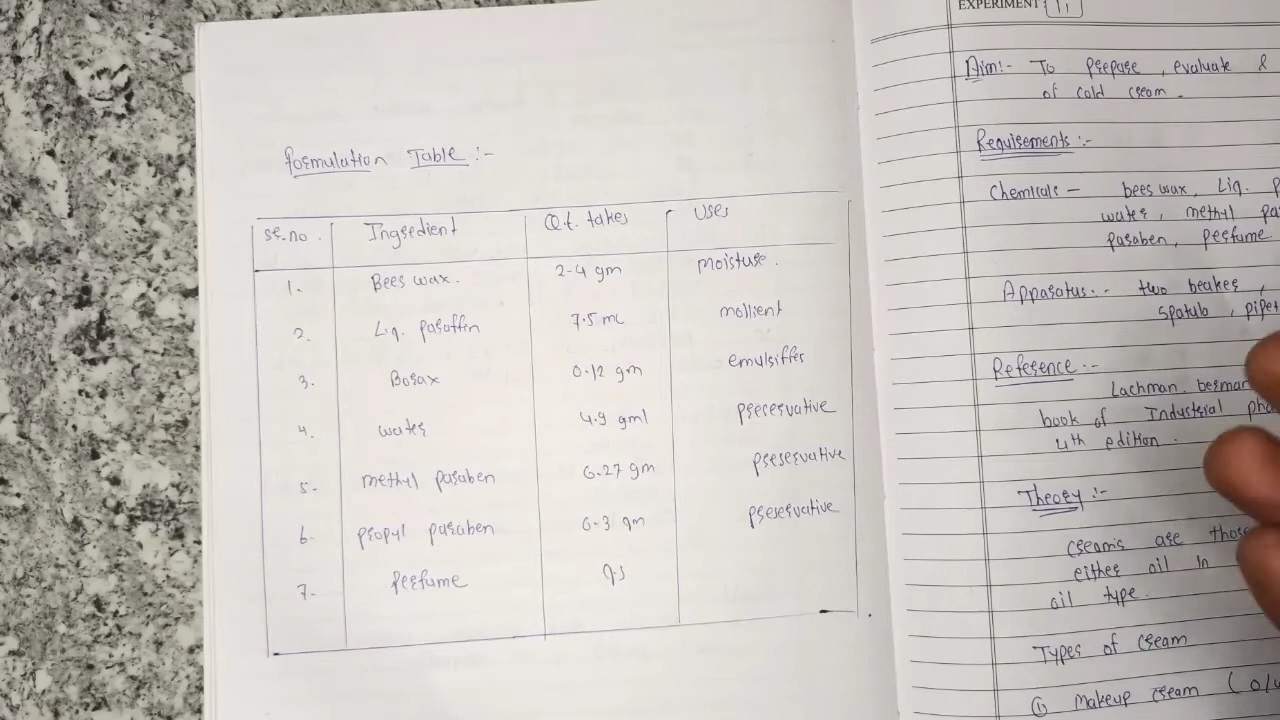 Formulation Table :-
Sr.no. Ingredient Qt. takes Uses
1. Bees wax. 2-4 gm moisture.
2. Liq. paraffin 7.5 ml mollient
3. Borax 0.12 gm emulsiffer
4. water 4.9 gml preservative
5. methyl paraben 0.27 gm preservative
6. propyl paraben 0.3 gm preservative
7. Perfume qs
EXPERIMENT : 11
Aim:- To prepare, evaluate &
of cold cream.
Requirements :-
Chemicals - bees wax, Liq.
water, methyl
paraben, perfume.
Apparatus :- two beaker,
spatula,
Reference :-
Lachman. berman
book of Industrial
4th edition.
Theory :-
Creams are those
either oil in
oil type.
Types of cream
① Makeup cream (